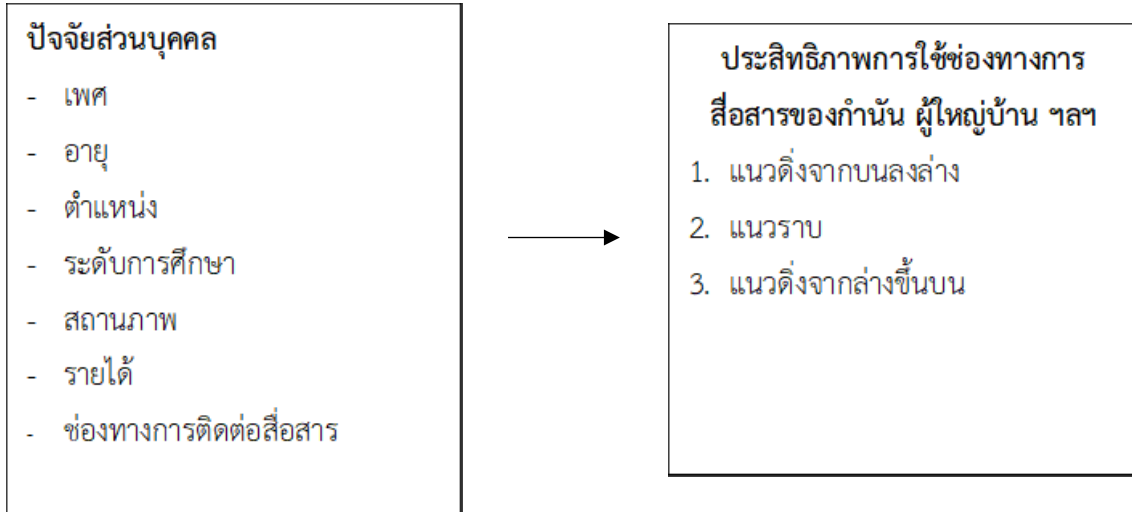 ปัจจัยส่วนบุคคล
- เพศ
- อายุ
- ตำแหน่ง
- ระดับการศึกษา
- สถานภาพ
- รายได้
- ช่องทางการติดต่อสื่อสาร
ประสิทธิภาพการใช้ช่องทางการ
สื่อสารของกำนัน ผู้ใหญ่บ้าน ฯลฯ
1. แนวดิ่งจากบนลงล่าง
2. แนวราบ
3. แนวดิ่งจากล่างขึ้นบน